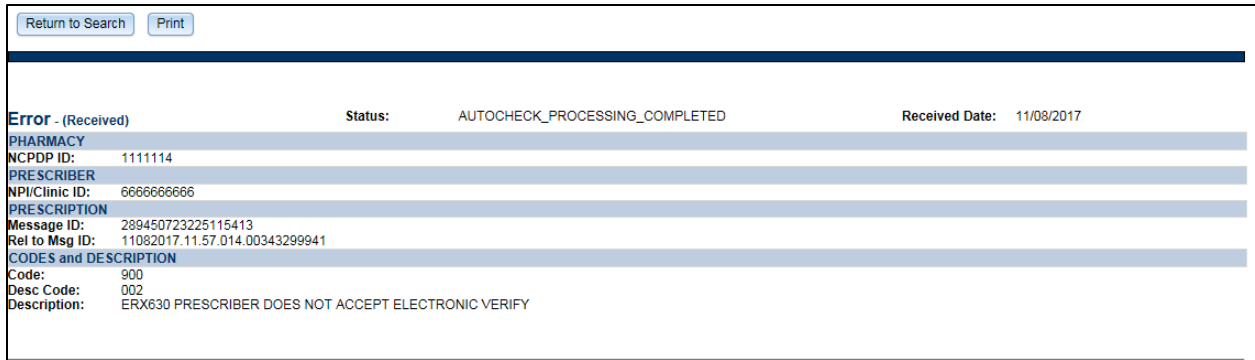 Return to Search Print
Error - (Received) Status: AUTOCHECK_PROCESSING_COMPLETED Received Date: 11/08/2017
PHARMACY
NCPDP ID: 1111114
PRESCRIBER
NPI/Clinic ID: 6666666666
PRESCRIPTION
Message ID: 289450723225115413
Rel to Msg ID: 11082017.11.57.014.00343299941
CODES and DESCRIPTION
Code: 900
Desc Code: 002
Description: ERX630 PRESCRIBER DOES NOT ACCEPT ELECTRONIC VERIFY